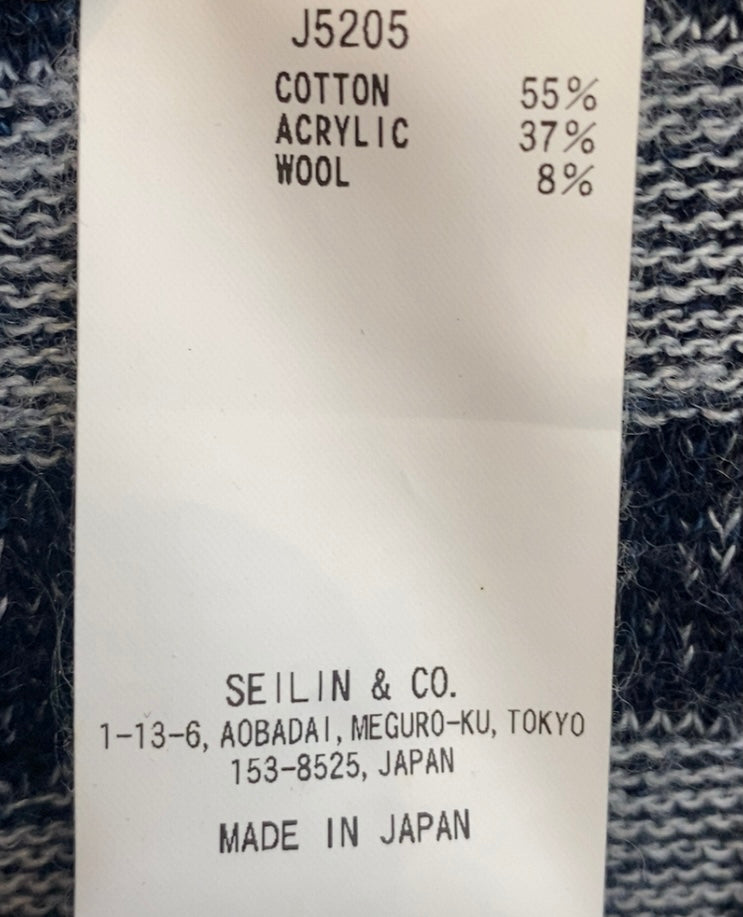 J5205
COTTON 55%
ACRYLIC 37%
WOOL 8%
SEILIN & CO.
1-13-6, AOBADAI, MEGURO-KU, TOKYO
153-8525, JAPAN
MADE IN JAPAN